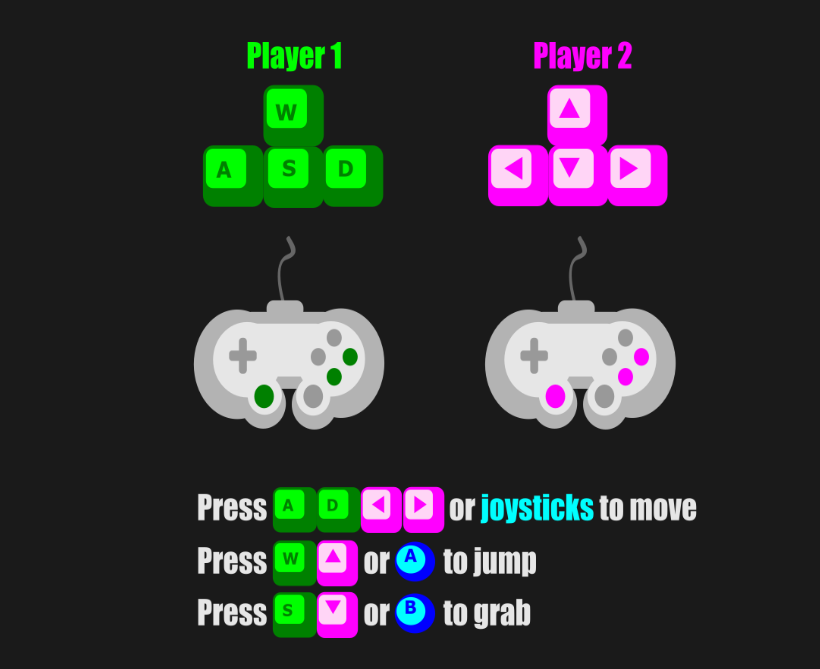 Player 1 Player 2
W
A S D
Press A D or joysticks to move
Press W or A to jump
Press S or B to grab